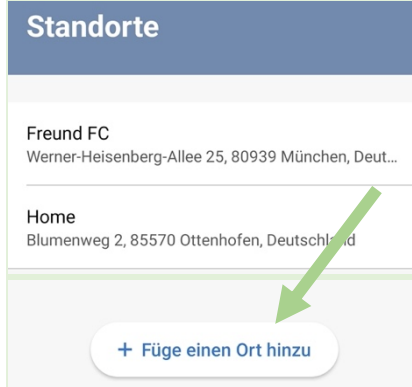 Standorte
Freund FC
Werner-Heisenberg-Allee 25, 80939 München, Deut...
Home
Blumenweg 2, 85570 Ottenhofen, Deutschland
+ Füge einen Ort hinzu